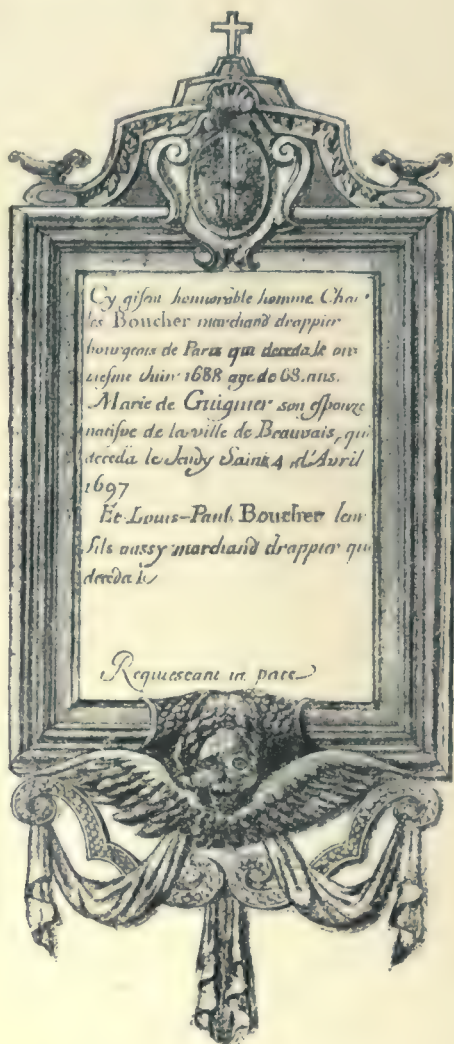 Cy gisent honnorable homme Char-
les Boucher marchand drappier
bourgeois de Paris qui deceda le on-
ziesme Juin 1688 age de 68. ans.
Marie de Guignier son espouze
natifve de la ville de Beauvais, qui
deceda le Jeudy Saint 4 d'Avril
1697
Et Louis-Paul Boucher leur
fils aussy marchand drappier qui
deceda le
Requiescant in pace